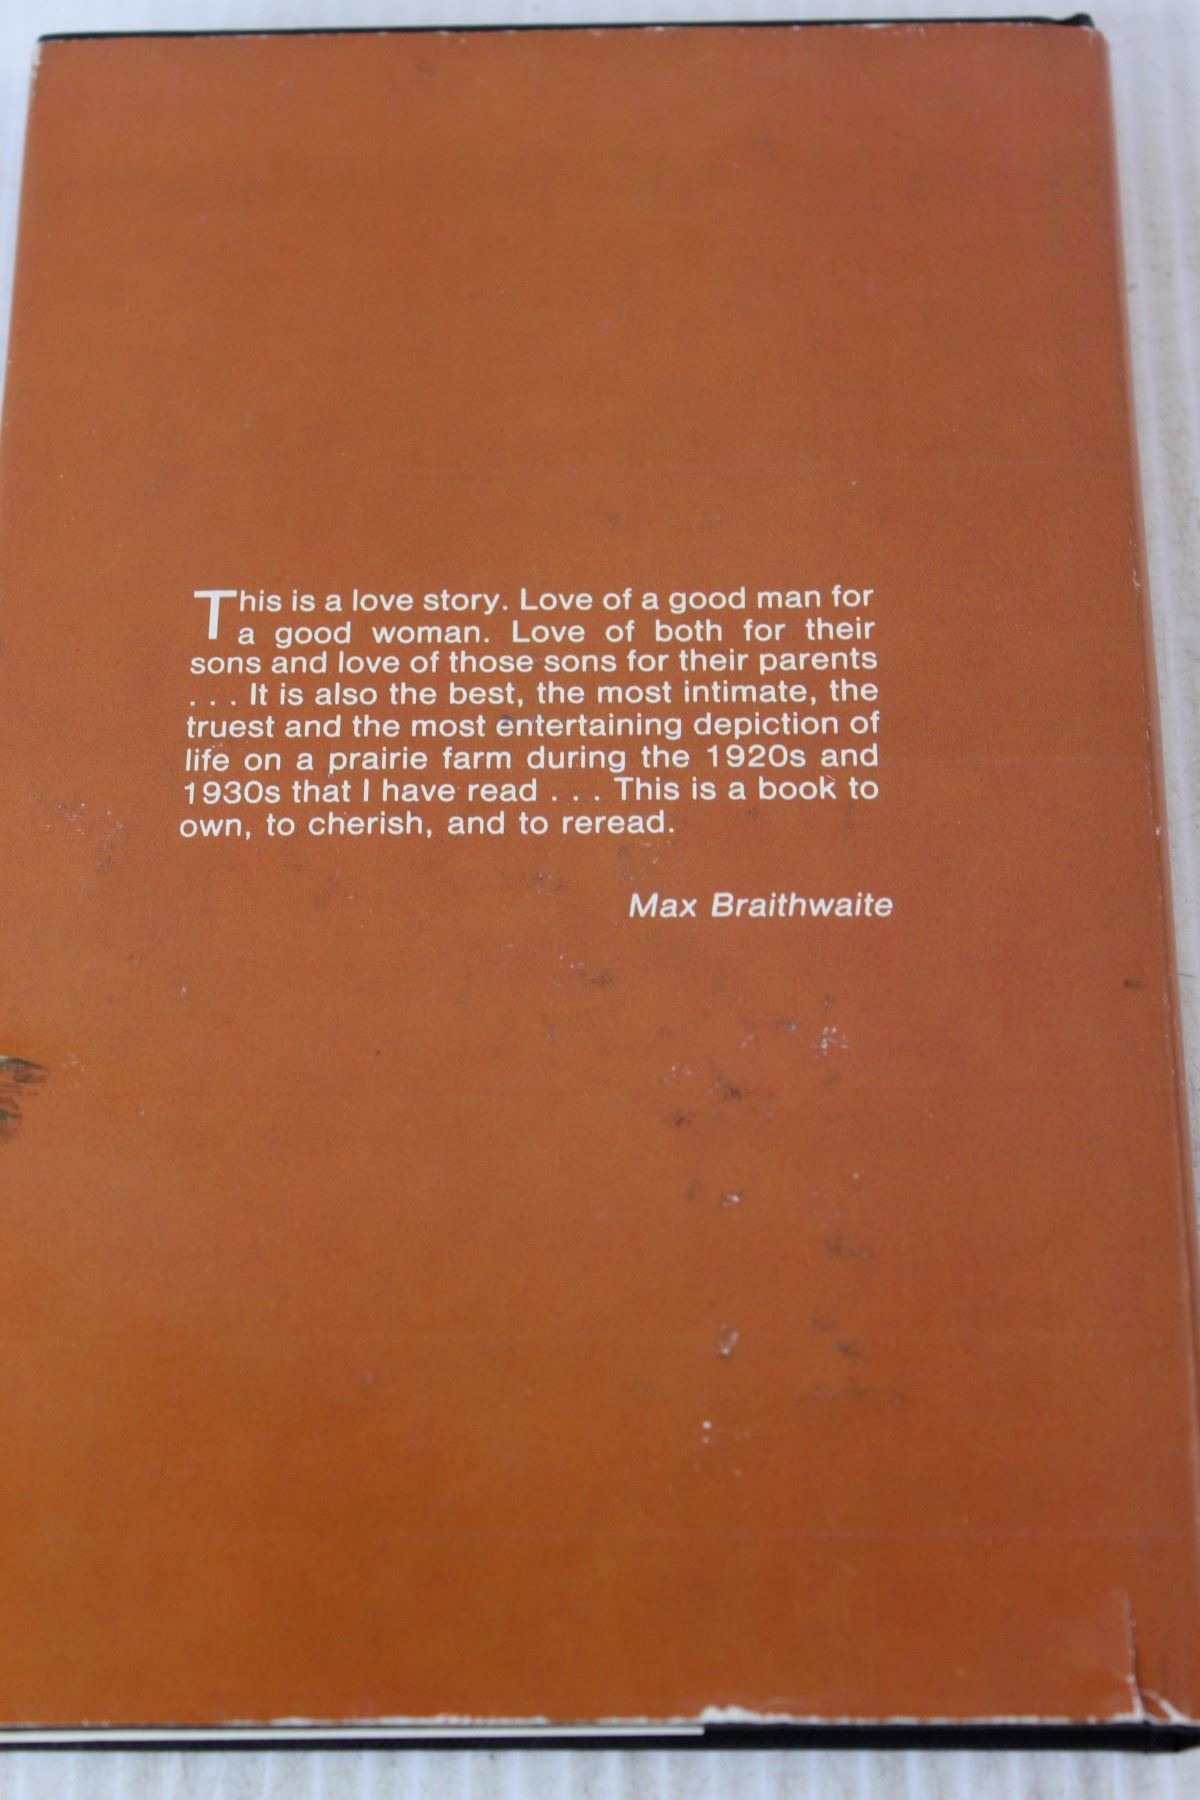 This is a love story. Love of a good man for
a good woman. Love of both for their
sons and love of those sons for their parents
. . . It is also the best, the most intimate, the
truest and the most entertaining depiction of
life on a prairie farm during the 1920s and
1930s that I have read . . . This is a book to
own, to cherish, and to reread.
Max Braithwaite